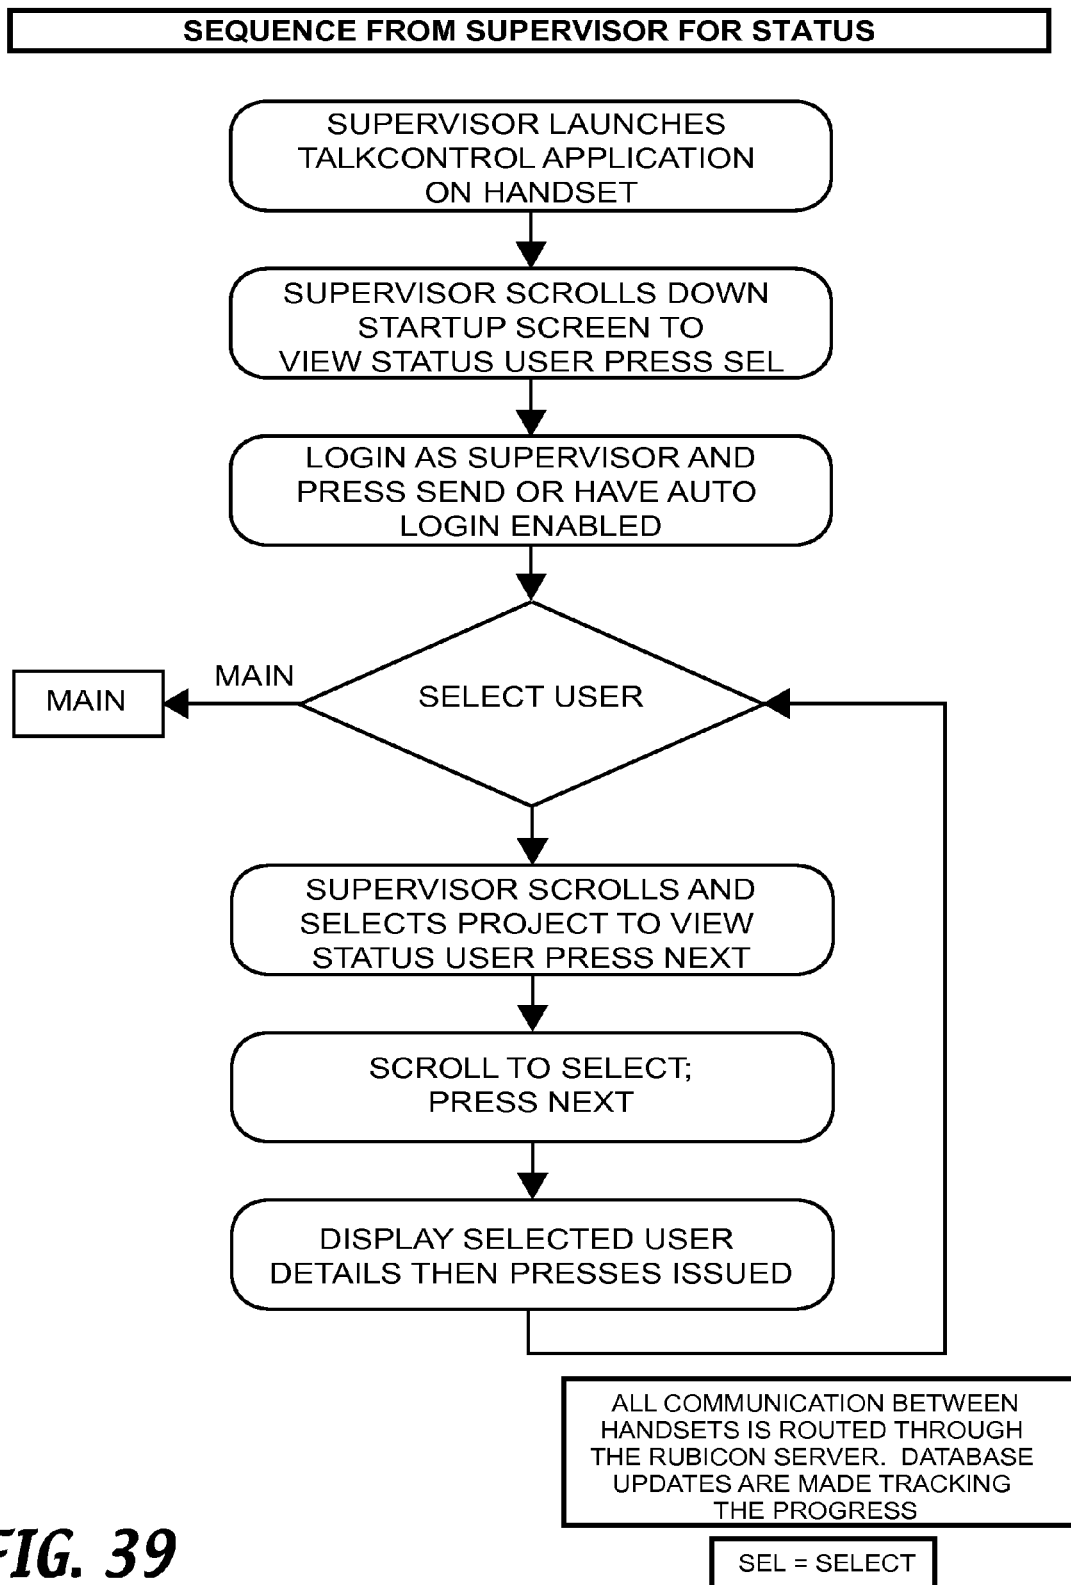 SEQUENCE FROM SUPERVISOR FOR STATUS
SUPERVISOR LAUNCHES
TALKCONTROL APPLICATION
ON HANDSET
SUPERVISOR SCROLLS DOWN
STARTUP SCREEN TO
VIEW STATUS USER PRESS SEL
LOGIN AS SUPERVISOR AND
PRESS SEND OR HAVE AUTO
LOGIN ENABLED
SELECT USER
MAIN
MAIN
SUPERVISOR SCROLLS AND
SELECTS PROJECT TO VIEW
STATUS USER PRESS NEXT
SCROLL TO SELECT;
PRESS NEXT
DISPLAY SELECTED USER
DETAILS THEN PRESSES ISSUED
ALL COMMUNICATION BETWEEN
HANDSETS IS ROUTED THROUGH
THE RUBICON SERVER. DATABASE
UPDATES ARE MADE TRACKING
THE PROGRESS
SEL = SELECT
FIG. 39